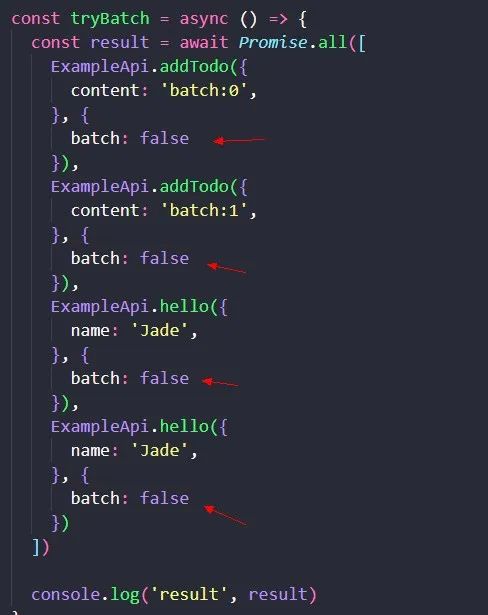 const tryBatch = async () => {
  const result = await Promise.all([
    ExampleApi.addTodo({
      content: 'batch:0',
    }, {
      batch: false
    }),
    ExampleApi.addTodo({
      content: 'batch:1',
    }, {
      batch: false
    }),
    ExampleApi.hello({
      name: 'Jade',
    }, {
      batch: false
    }),
    ExampleApi.hello({
      name: 'Jade',
    }, {
      batch: false
    })
  ])

  console.log('result', result)
}